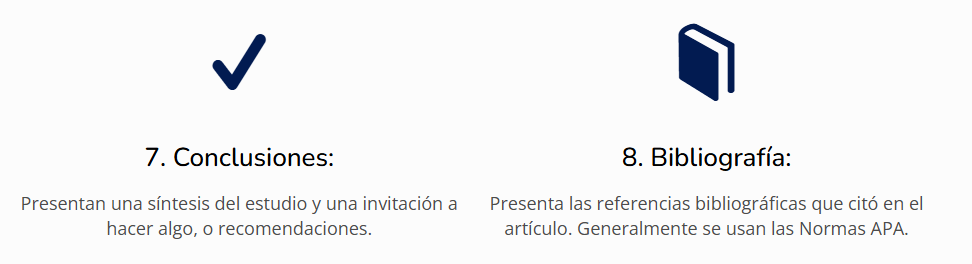 7. Conclusiones:
Presentan una síntesis del estudio y una invitación a
hacer algo, o recomendaciones.
8. Bibliografía:
Presenta las referencias bibliográficas que citó en el
artículo. Generalmente se usan las Normas APA.